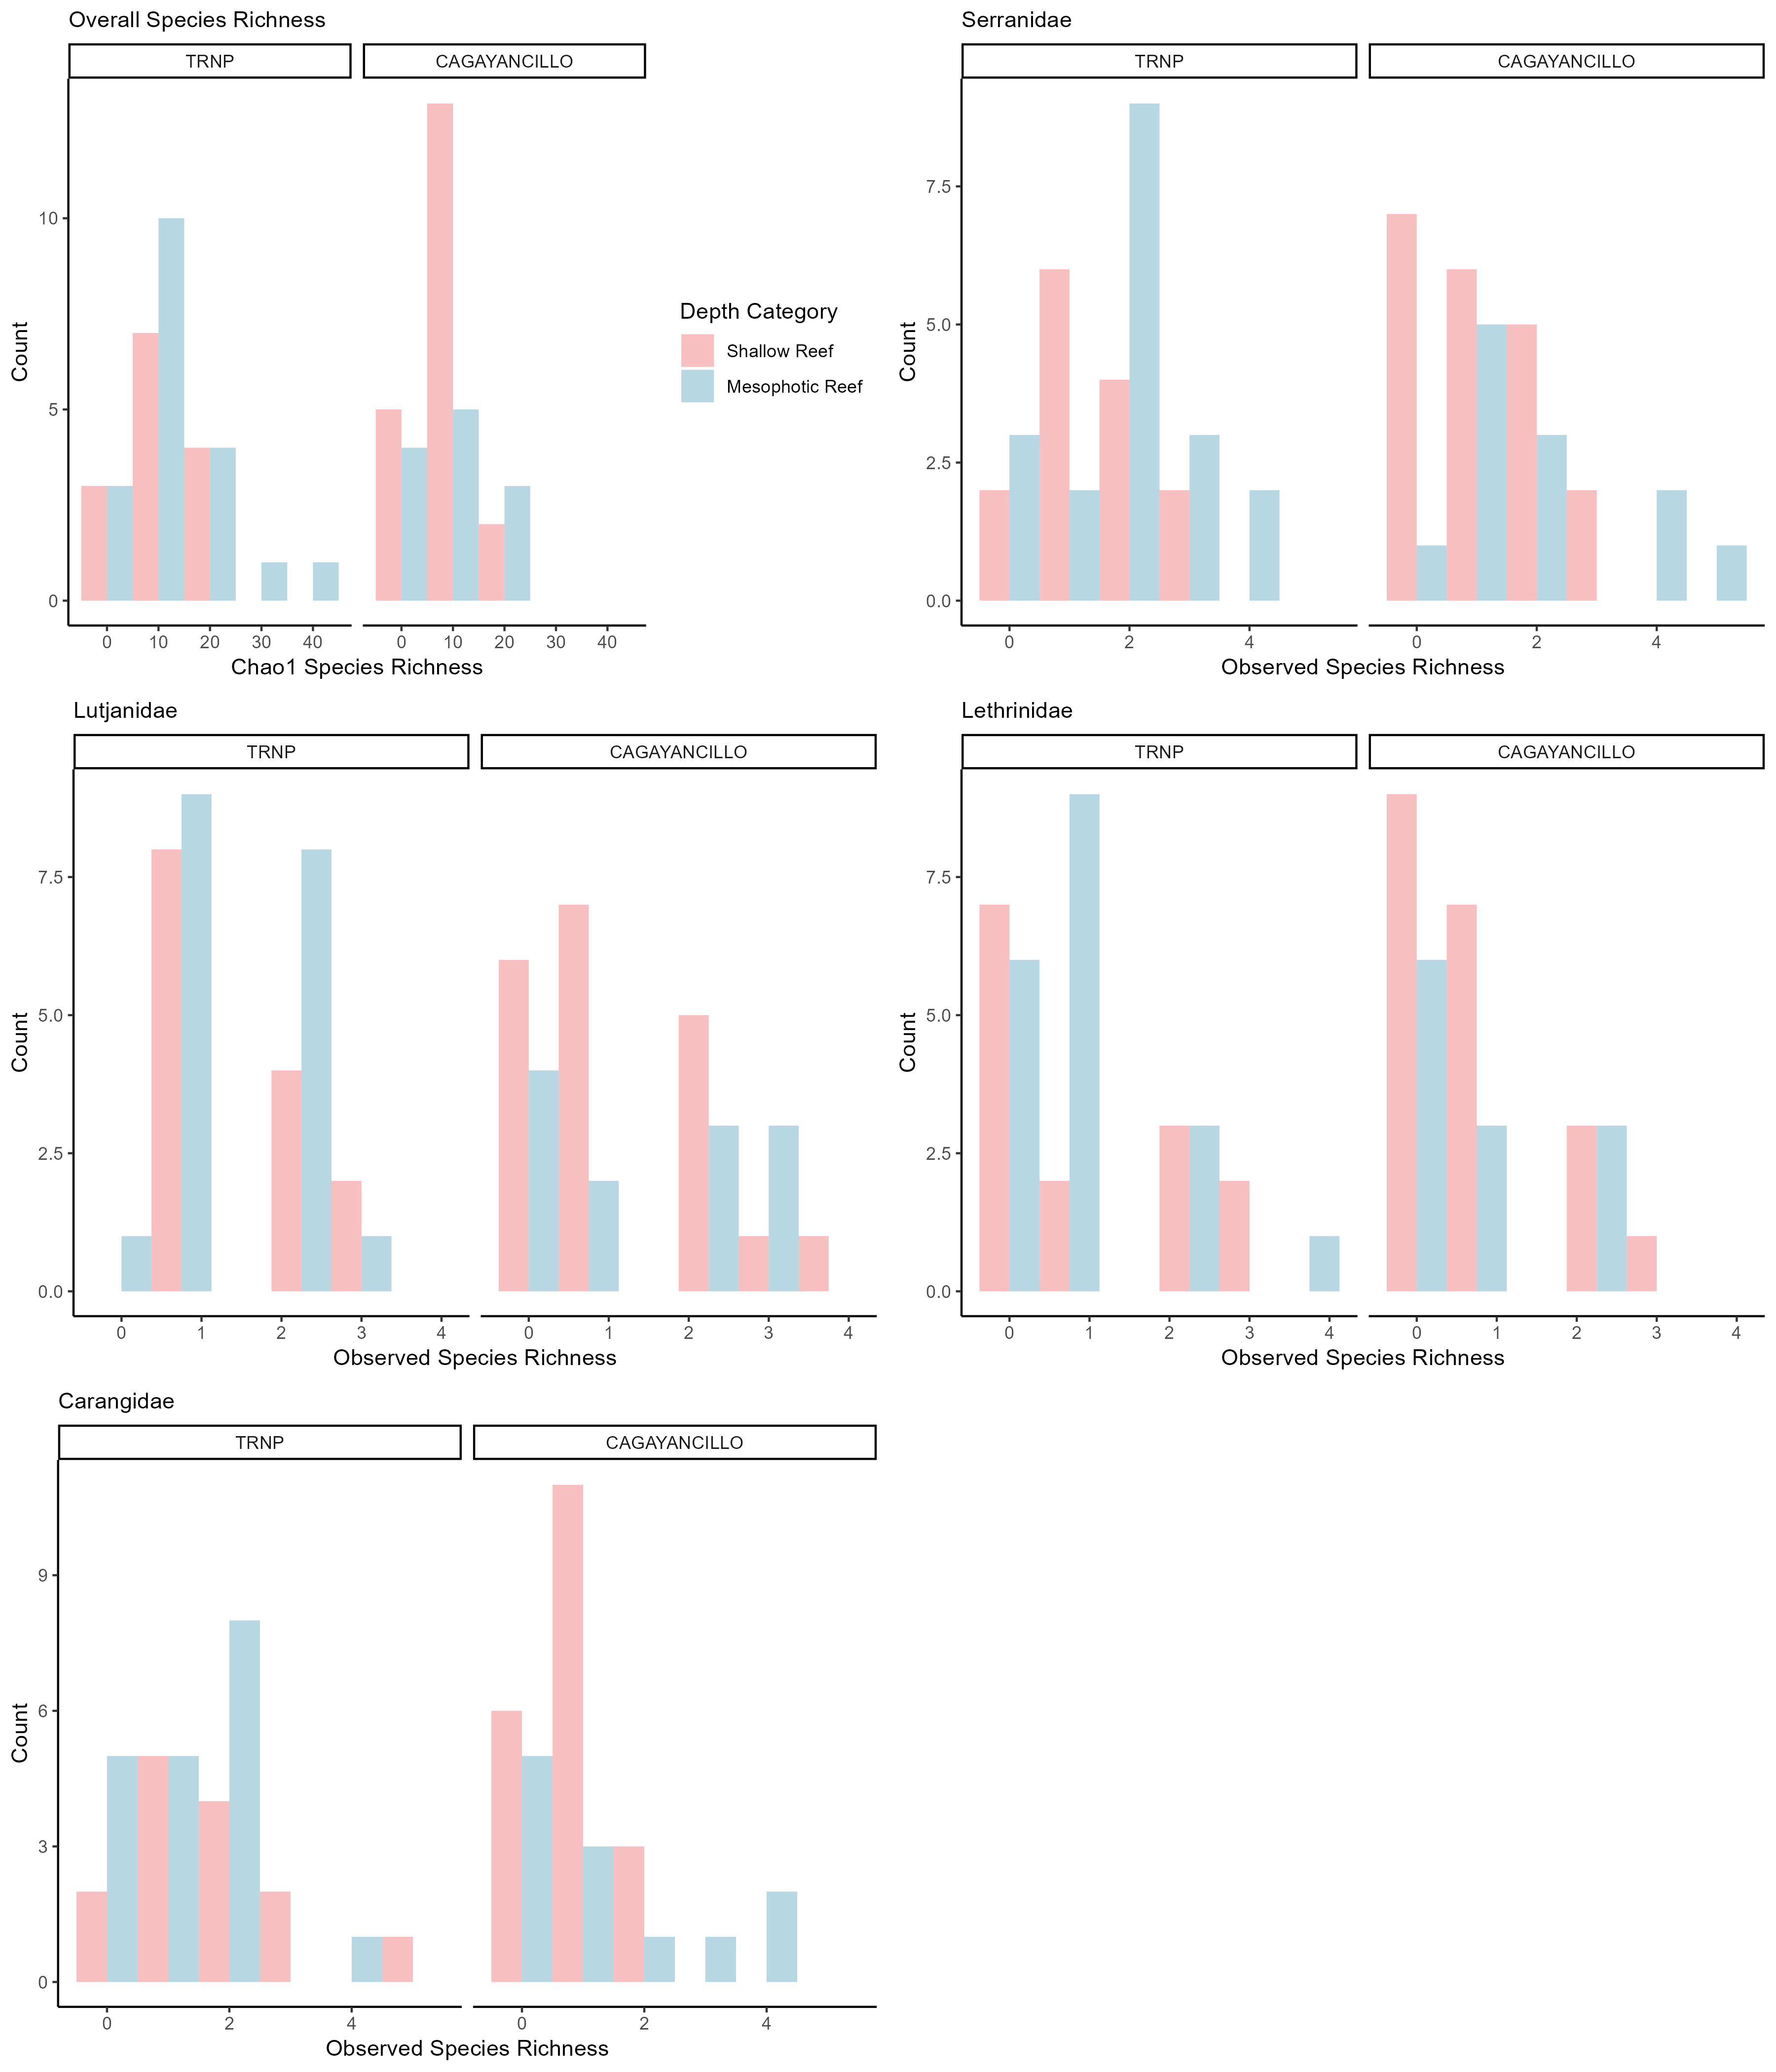 Overall Species Richness
TRNP CAGAYANCILLO
Count
10
5
0
0 10 20 30 40 0 10 20 30 40
Chao1 Species Richness
Depth Category
Shallow Reef
Mesophotic Reef
Serranidae
TRNP CAGAYANCILLO
Count
7.5
5.0
2.5
0.0
0 2 4 0 2 4
Observed Species Richness
Lutjanidae
TRNP CAGAYANCILLO
Count
7.5
5.0
2.5
0.0
0 1 2 3 4 0 1 2 3 4
Observed Species Richness
Lethrinidae
TRNP CAGAYANCILLO
Count
7.5
5.0
2.5
0.0
0 1 2 3 4 0 1 2 3 4
Observed Species Richness
Carangidae
TRNP CAGAYANCILLO
Count
9
6
3
0
0 2 4 0 2 4
Observed Species Richness